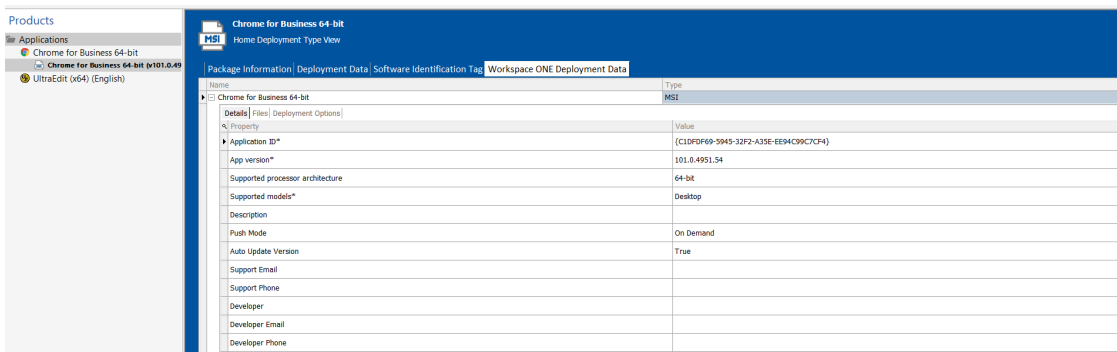 Products
Applications
Chrome for Business 64-bit
Chrome for Business 64-bit (v101.0.49
UltraEdit (x64) (English)
MSI
Chrome for Business 64-bit
Home Deployment Type View
Package Information Deployment Data Software Identification Tag Workspace ONE Deployment Data
Name Type
Chrome for Business 64-bit MSI
Details Files Deployment Options
Property Value
Application ID* {C1DFDF69-5945-32F2-A35E-EE94C99C7CF4}
App version* 101.0.4951.54
Supported processor architecture 64-bit
Supported models* Desktop
Description
Push Mode On Demand
Auto Update Version True
Support Email
Support Phone
Developer
Developer Email
Developer Phone